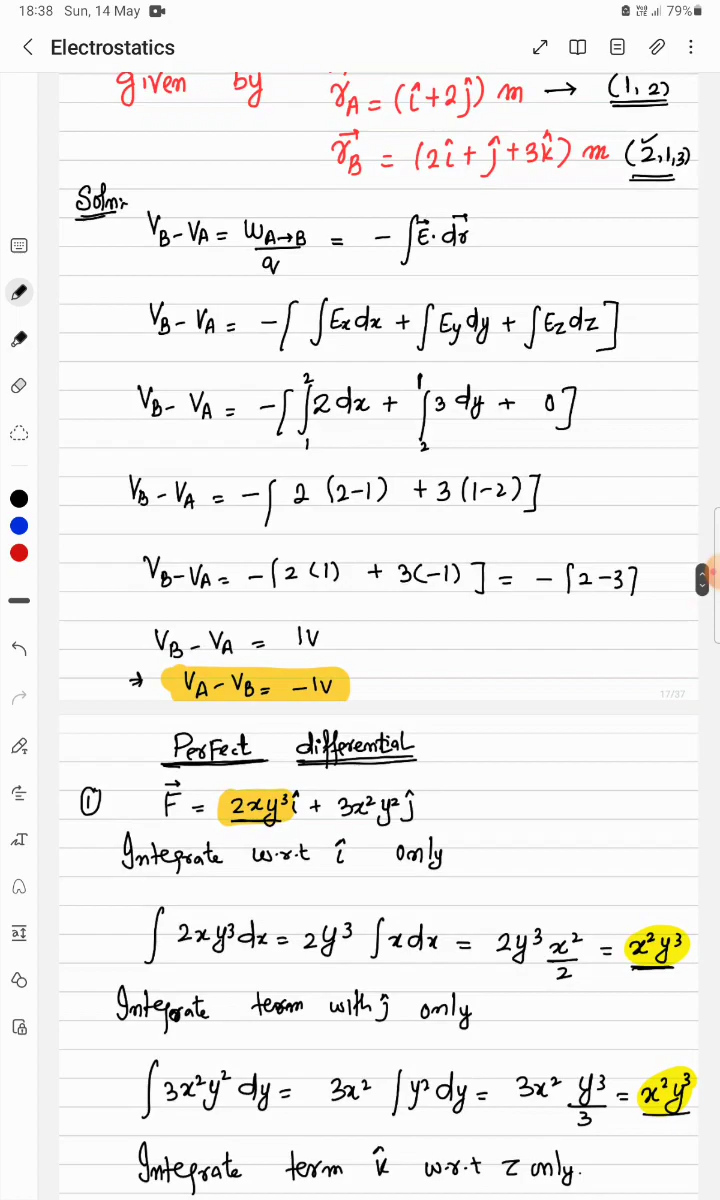 18:38 Sun, 14 May 79%
Electrostatics
given by r⃗A = (î+2ĵ) m → (1, 2)
r⃗B = (2î + ĵ + 3k̂) m (2,1,3)
Soln:
VB - VA = WA→B/q = - ∫E⃗. dr⃗
VB - VA = -[ ∫Ex dx + ∫Ey dy + ∫Ez dz ]
VB - VA = -[ ∫₁² 2 dx + ∫₂¹ 3 dy + 0 ]
VB - VA = -[ 2 (2-1) + 3 (1-2) ]
VB - VA = -[ 2 (1) + 3(-1) ] = - [2-3]
VB - VA = 1V
⇒ VA - VB = -1V
17/37
Perfect differential
① F⃗ = 2xy³î + 3x²y²ĵ
Integrate w.r.t î only
∫ 2xy³dx = 2y³ ∫x dx = 2y³ x²/2 = x²y³
Integrate term with ĵ only
∫ 3x²y² dy = 3x² ∫y² dy = 3x² y³/3 = x²y³
Integrate term k̂ w.r.t z only.